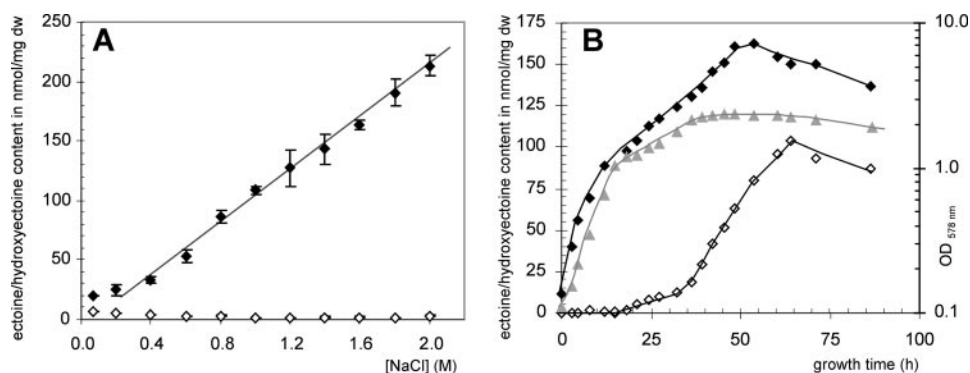 A
ectoine/hydroxyectoine content in nmol/mg dw
250
200
150
100
50
0
0.0 0.4 0.8 1.2 1.6 2.0
[NaCl] (M)
B
ectoine/hydroxyectoine content in nmol/mg dw
175
150
125
100
75
50
25
0
0 25 50 75 100
growth time (h)
10.0
1.0
0.1
OD 578 nm